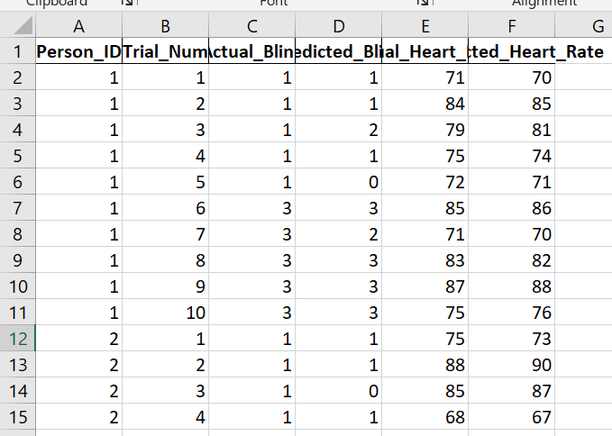 Clipboard Font Alignment
A B C D E F G
1 Person_ID Trial_Num Actual_Blin edicted_Bli ial_Heart_ cted_Heart_Rate
2 1 1 1 1 71 70
3 1 2 1 1 84 85
4 1 3 1 2 79 81
5 1 4 1 1 75 74
6 1 5 1 0 72 71
7 1 6 3 3 85 86
8 1 7 3 2 71 70
9 1 8 3 3 83 82
10 1 9 3 3 87 88
11 1 10 3 3 75 76
12 2 1 1 1 75 73
13 2 2 1 1 88 90
14 2 3 1 0 85 87
15 2 4 1 1 68 67